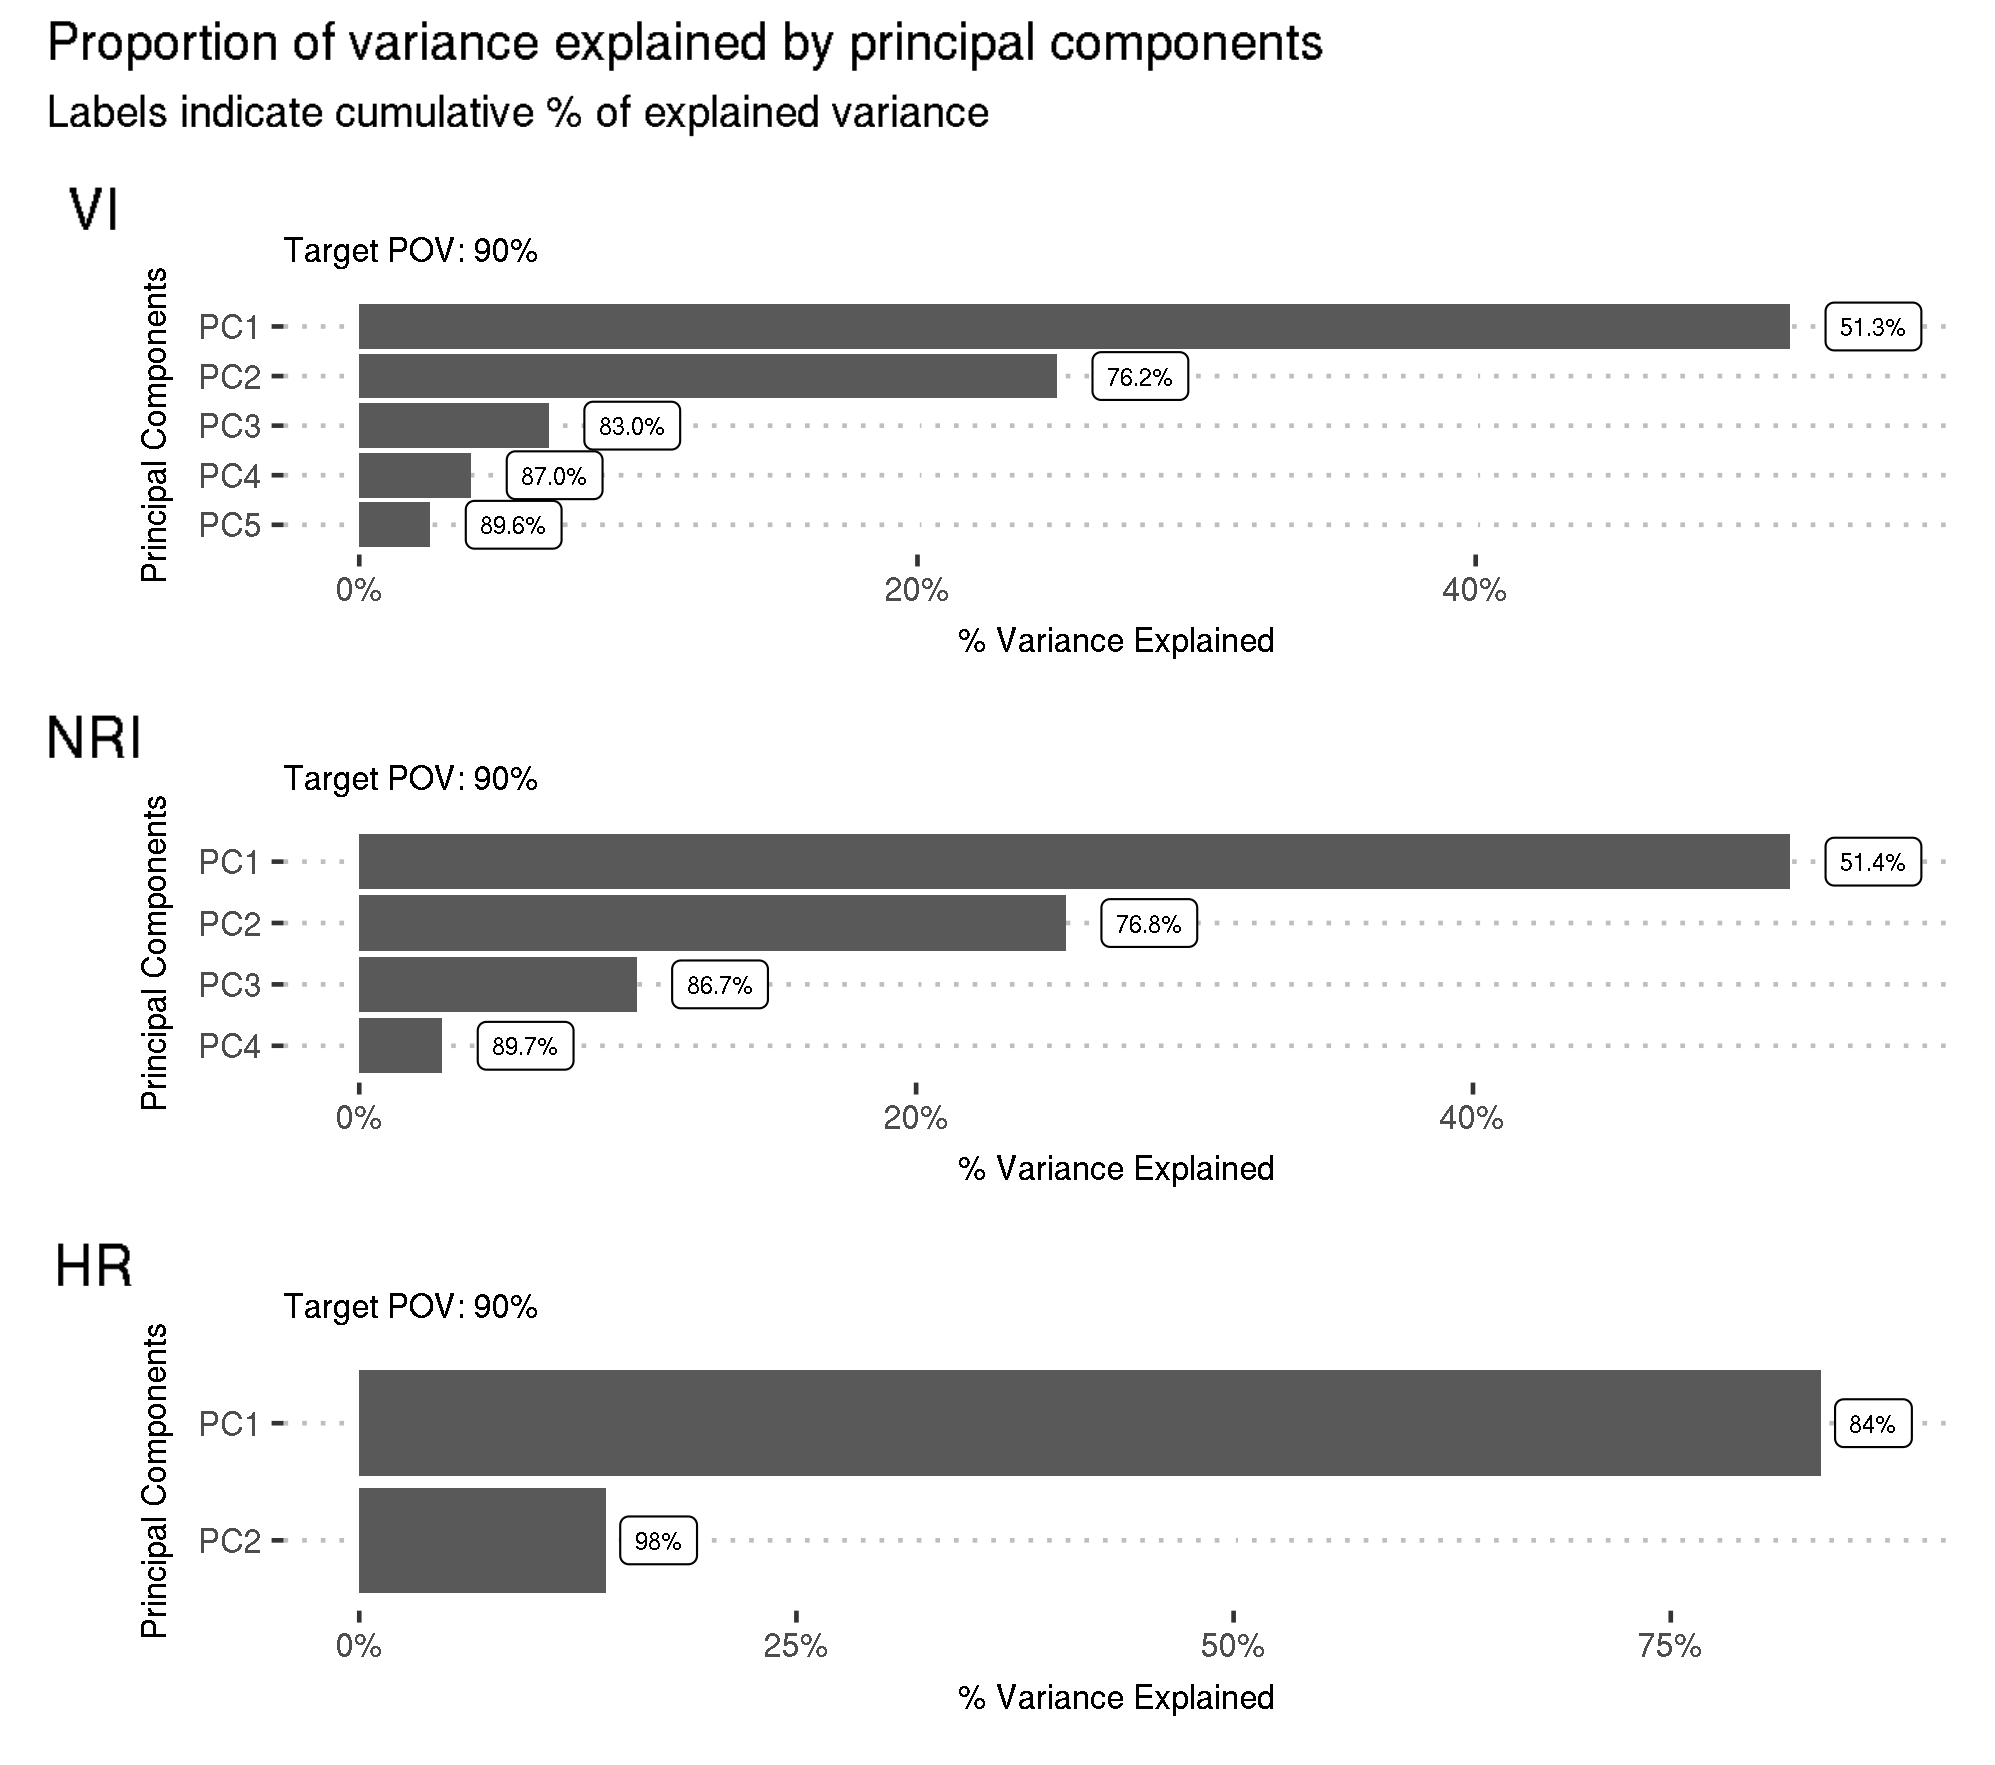 Proportion of variance explained by principal components
Labels indicate cumulative % of explained variance
VI
Target POV: 90%
Principal Components
PC1 51.3%
PC2 76.2%
PC3 83.0%
PC4 87.0%
PC5 89.6%
0% 20% 40%
% Variance Explained
NRI
Target POV: 90%
Principal Components
PC1 51.4%
PC2 76.8%
PC3 86.7%
PC4 89.7%
0% 20% 40%
% Variance Explained
HR
Target POV: 90%
Principal Components
PC1 84%
PC2 98%
0% 25% 50% 75%
% Variance Explained